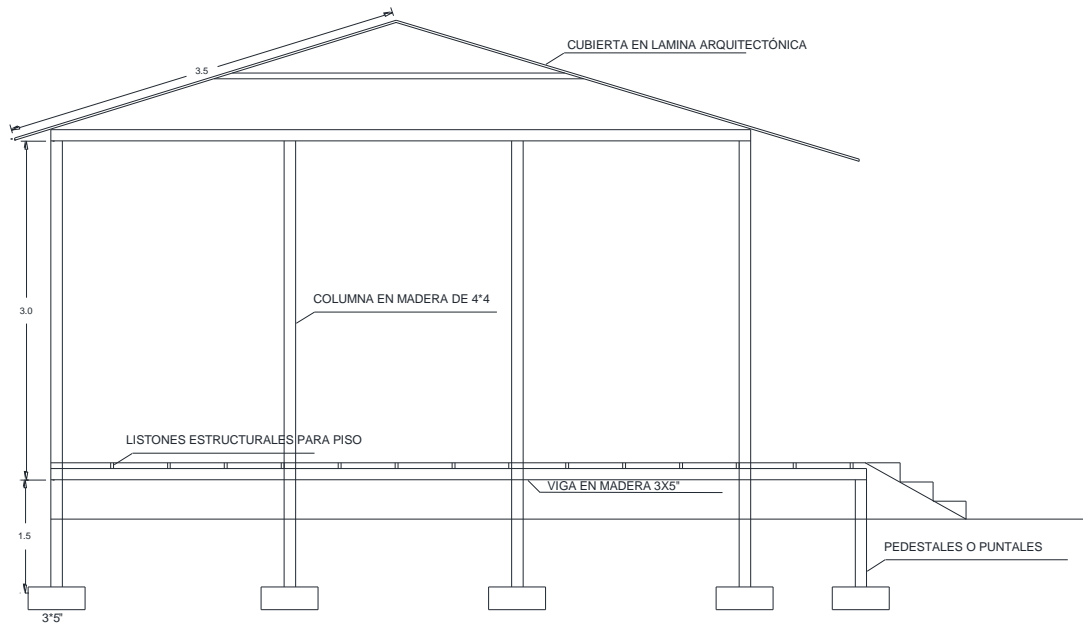 CUBIERTA EN LAMINA ARQUITECTÓNICA
3.5
COLUMNA EN MADERA DE 4*4
3.0
LISTONES ESTRUCTURALES PARA PISO
VIGA EN MADERA 3X5"
1.5
PEDESTALES O PUNTALES
3*5"